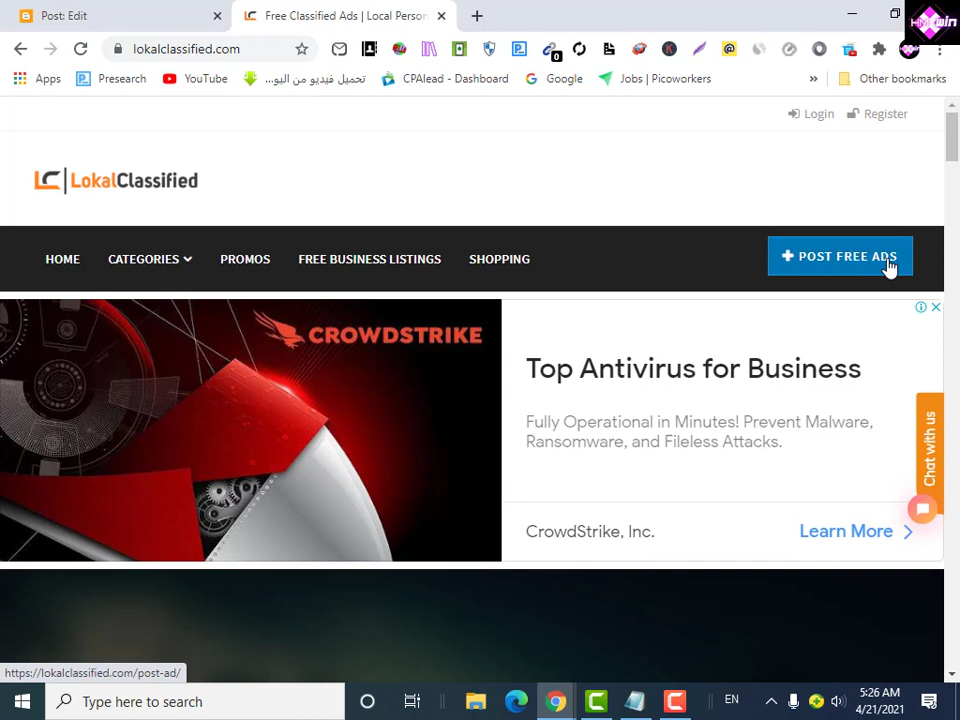 Post: Edit
Free Classified Ads | Local Person
HMCwin
lokalclassified.com
0
Apps
Presearch
YouTube
تحميل فيديو من اليو...
CPAlead - Dashboard
Google
Jobs | Picoworkers
Other bookmarks
Login
Register
LC LokalClassified
HOME
CATEGORIES
PROMOS
FREE BUSINESS LISTINGS
SHOPPING
POST FREE ADS
CROWDSTRIKE
Top Antivirus for Business
Fully Operational in Minutes! Prevent Malware,
Ransomware, and Fileless Attacks.
CrowdStrike, Inc.
Learn More
Chat with us
https://lokalclassified.com/post-ad/
Type here to search
EN
5:26 AM
4/21/2021